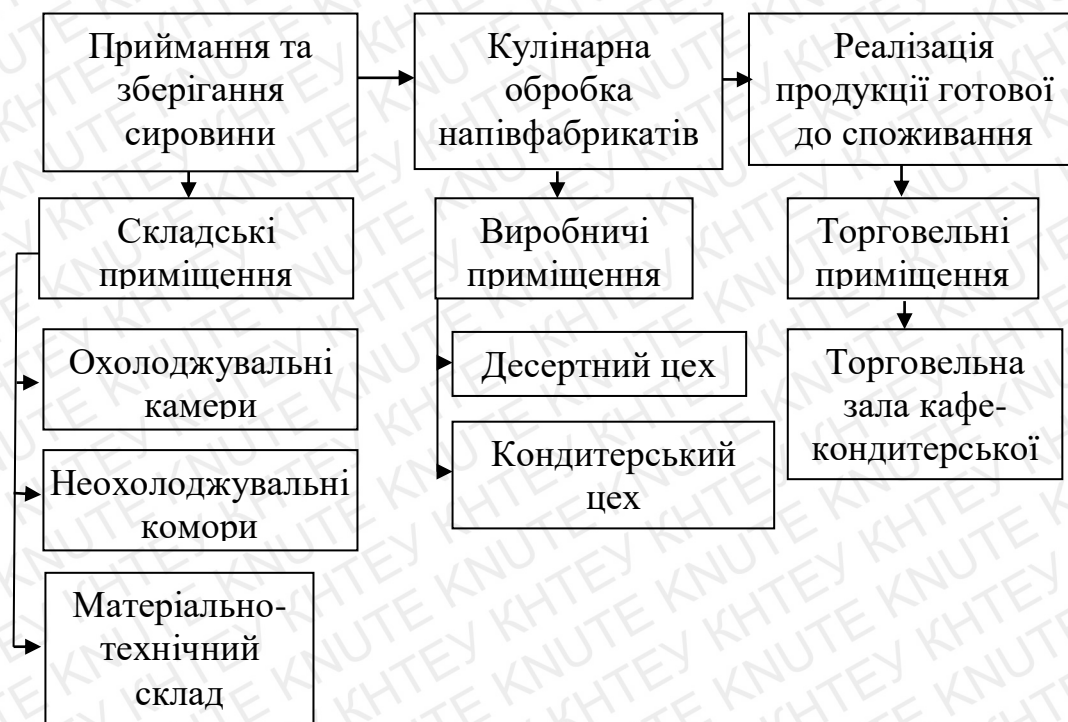 Приймання та
зберігання
сировини
Кулінарна
обробка
напівфабрикатів
Реалізація
продукції готової
до споживання
Складські
приміщення
Виробничі
приміщення
Торговельні
приміщення
Охолоджувальні
камери
Неохолоджувальні
комори
Матеріально-
технічний
склад
Десертний цех
Кондитерський
цех
Торговельна
зала кафе-
кондитерської